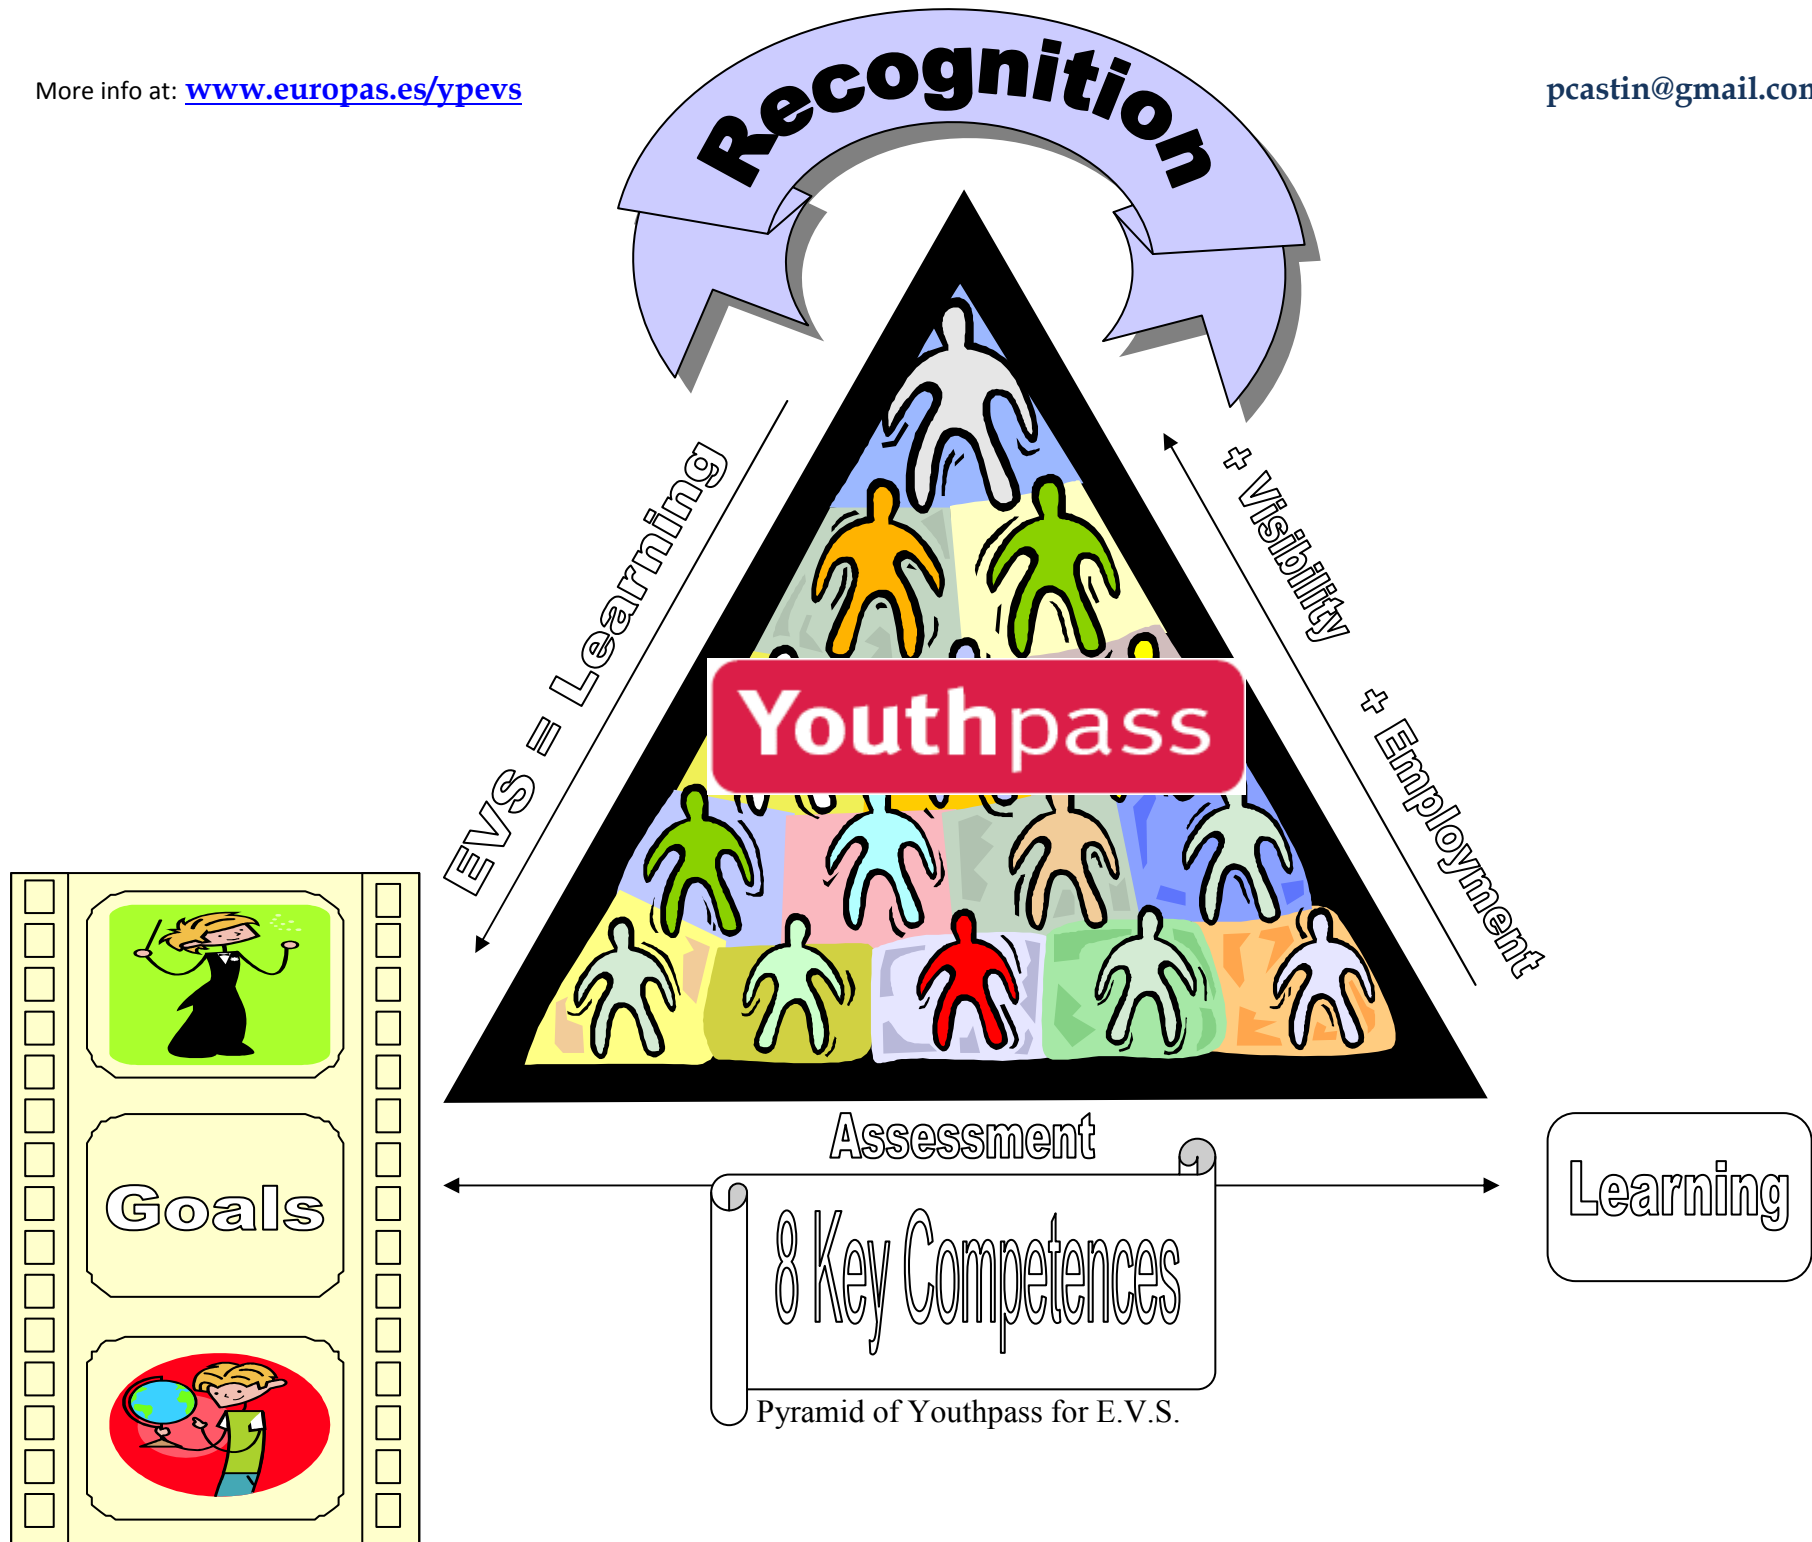 Recognition
More info at: www.europas.es/ypevs
pcastin@gmail.com
EVS = Learning
+ Visibility
+ Employment
Youthpass
Assessment
Goals
Learning
8 Key Competences
Pyramid of Youthpass for E.V.S.